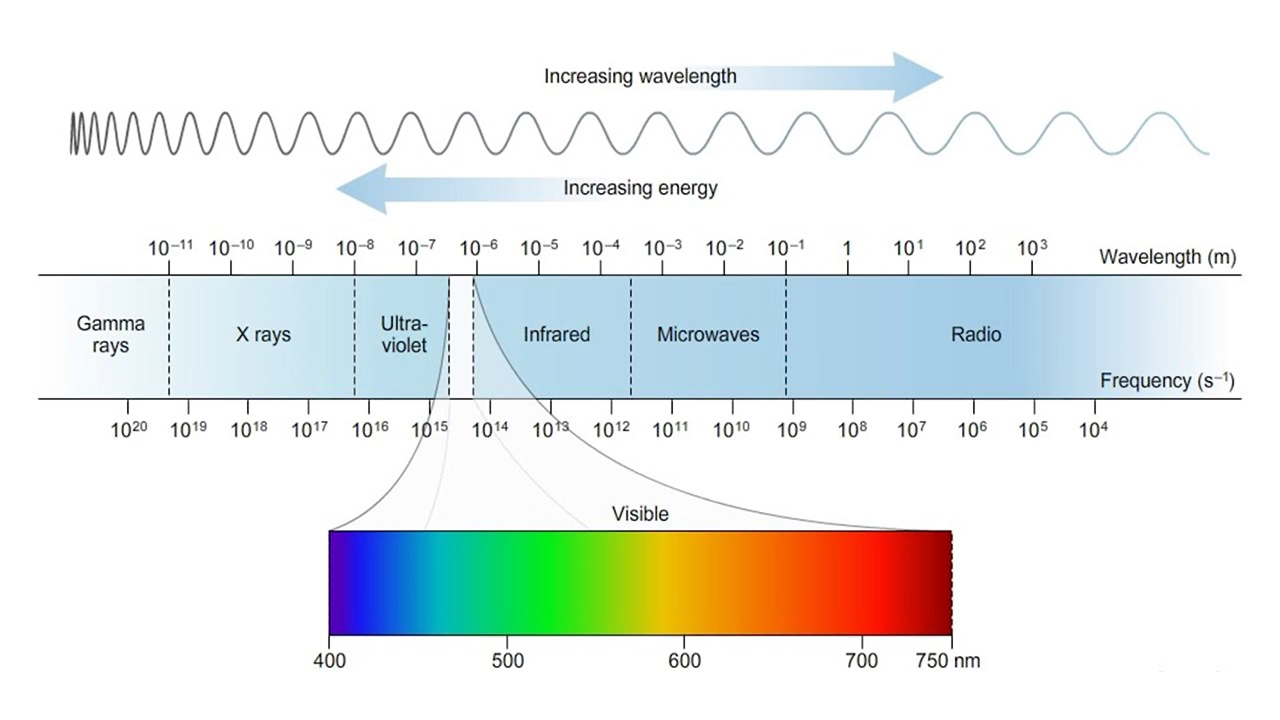 Increasing wavelength
Increasing energy
10⁻¹¹ 10⁻¹⁰ 10⁻⁹ 10⁻⁸ 10⁻⁷ 10⁻⁶ 10⁻⁵ 10⁻⁴ 10⁻³ 10⁻² 10⁻¹ 1 10¹ 10² 10³ Wavelength (m)
Gamma
rays
X rays
Ultra-
violet
Infrared
Microwaves
Radio
Frequency (s⁻¹)
10²⁰ 10¹⁹ 10¹⁸ 10¹⁷ 10¹⁶ 10¹⁵ 10¹⁴ 10¹³ 10¹² 10¹¹ 10¹⁰ 10⁹ 10⁸ 10⁷ 10⁶ 10⁵ 10⁴
Visible
400 500 600 700 750 nm